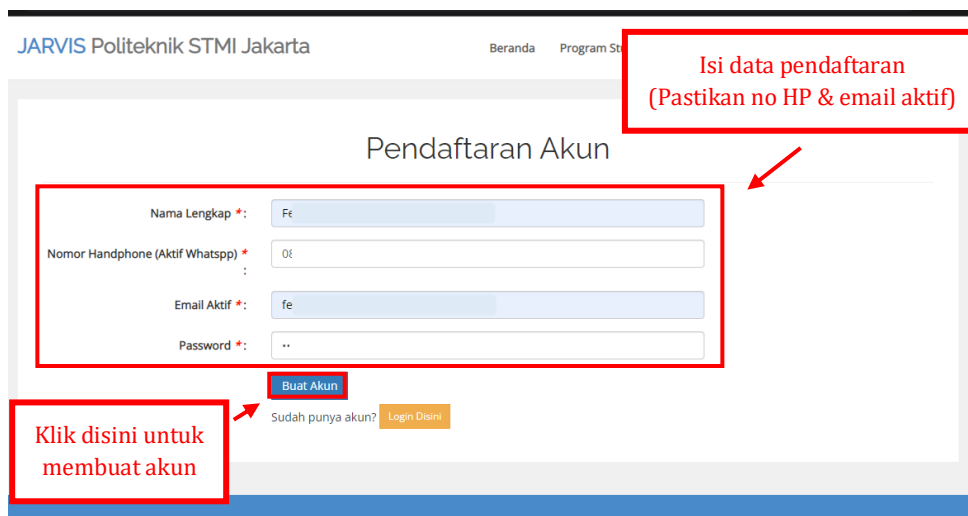 JARVIS Politeknik STMI Jakarta
Beranda Program
Isi data pendaftaran
(Pastikan no HP & email aktif)
Pendaftaran Akun
Nama Lengkap *:
Fe
Nomor Handphone (Aktif Whatspp) *
:
08
Email Aktif *:
fe
Password *:
••
Buat Akun
Sudah punya akun? Login Disini
Klik disini untuk
membuat akun